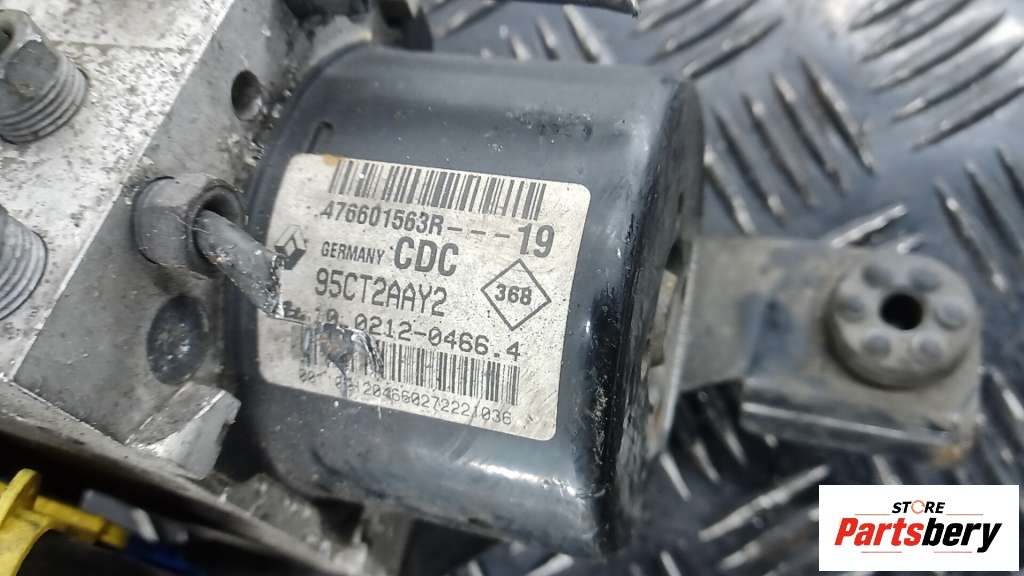 476601563R---19
GERMANY CDC
95CT2AAY2
368
10.0212-0466.4
STORE
Partsbery